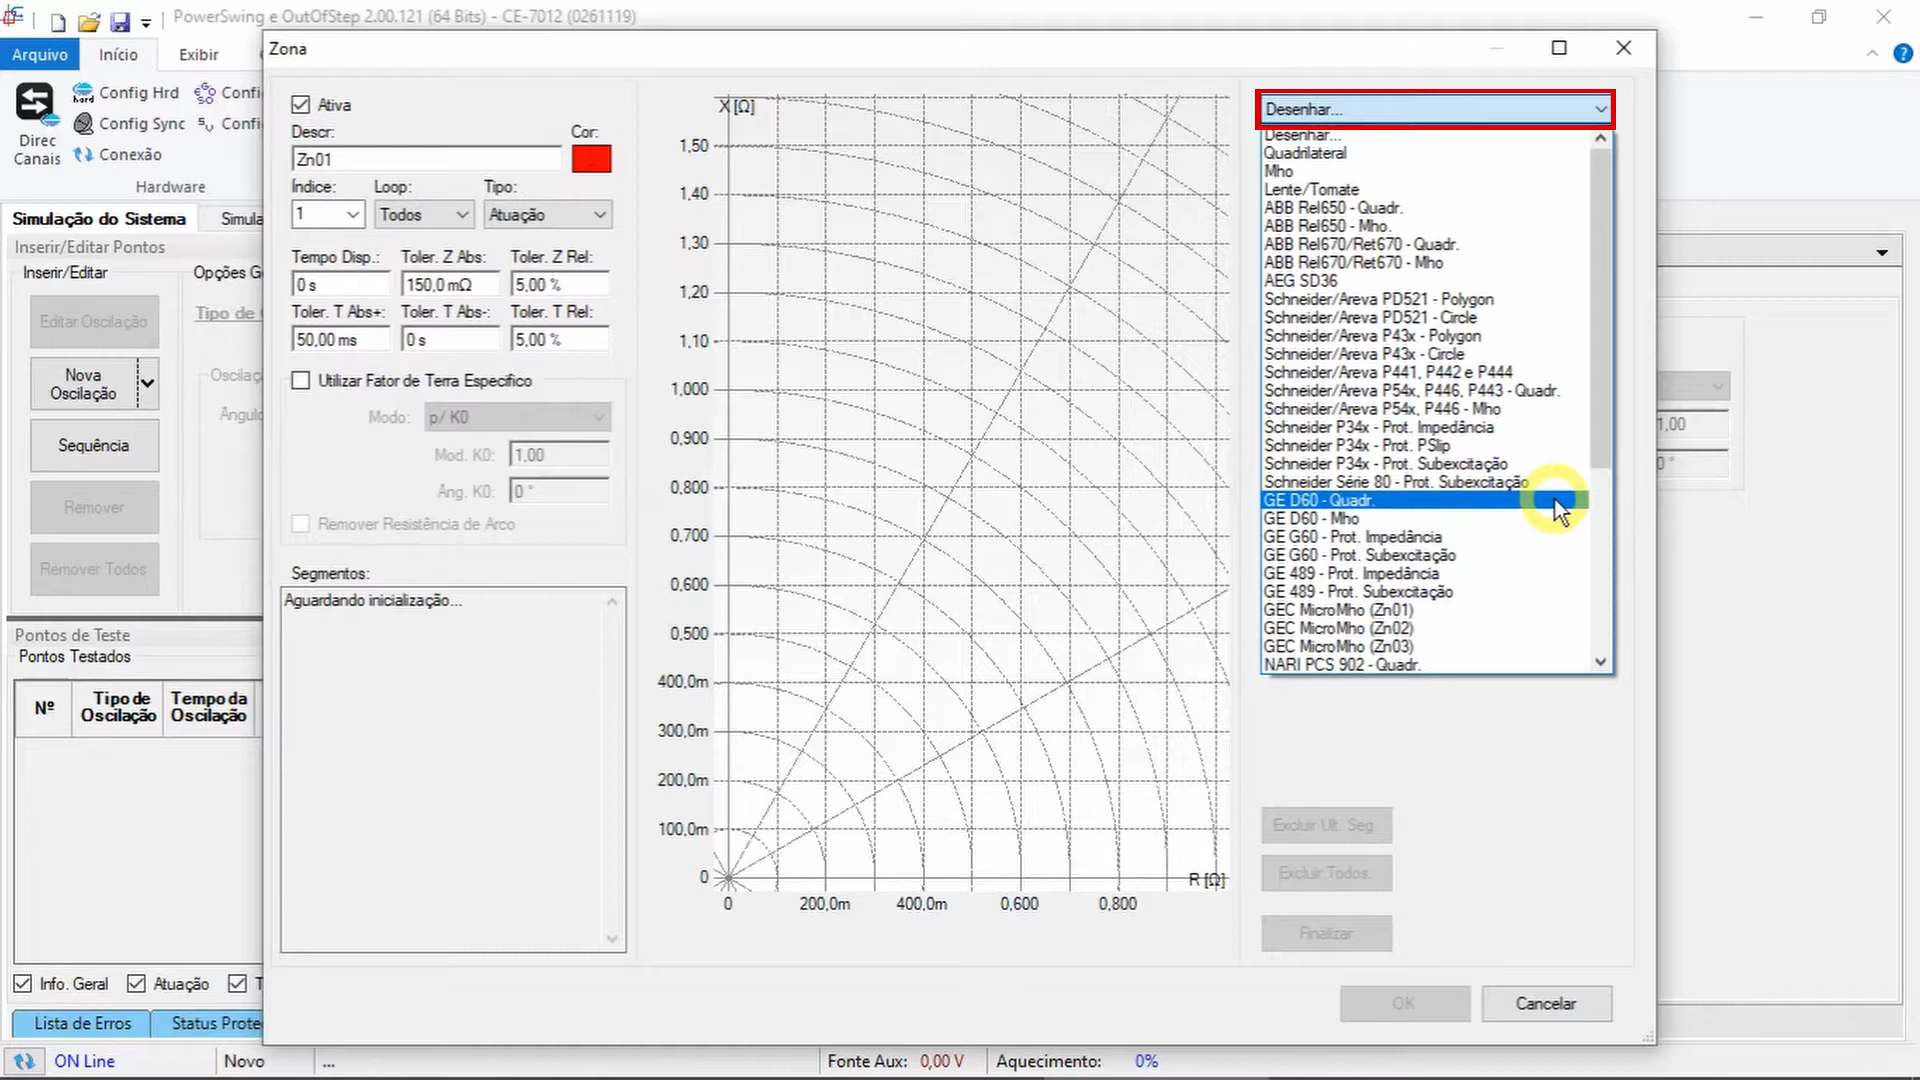 PowerSwing e OutOfStep 2.00.121 (64 Bits) - CE-7012 (0261119)
Arquivo
Início
Exibir
Config Hrd
Confi
Config Sync
Confi
Conexão
Direc
Canais
hard
Hardware
Simulação do Sistema
Simula
Inserir/Editar Pontos
Inserir/Editar
Opções Ge
Editar Oscilação
Tipo de
Nova
Oscilação
Oscilaç
Ângulo
Sequência
Remover
Remover Todos
Pontos de Teste
Pontos Testados
Nº
Tipo de
Oscilação
Tempo da
Oscilação
Info. Geral
Atuação
T
Lista de Erros
Status Prote
ON Line
Novo
...
Fonte Aux: 0,00 V
Aquecimento: 0%
1,00
0 °
Zona
Ativa
Descr:
Cor:
Zn01
Índice:
Loop:
Tipo:
1
Todos
Atuação
Tempo Disp.:
Toler. Z Abs:
Toler. Z Rel:
0 s
150,0 mΩ
5,00 %
Toler. T Abs+:
Toler. T Abs-:
Toler. T Rel:
50,00 ms
0 s
5,00 %
Utilizar Fator de Terra Específico
Modo:
p/ K0
Mod. K0:
1,00
Âng. K0:
0 °
Remover Resistência de Arco
Segmentos:
Aguardando inicialização...
X [Ω]
1,50
1,40
1,30
1,20
1,10
1,000
0,900
0,800
0,700
0,600
0,500
400,0m
300,0m
200,0m
100,0m
0
R [Ω]
0
200,0m
400,0m
0,600
0,800
Desenhar...
Desenhar...
Quadrilateral
Mho
Lente/Tomate
ABB Rel650 - Quadr.
ABB Rel650 - Mho.
ABB Rel670/Ret670 - Quadr.
ABB Rel670/Ret670 - Mho
AEG SD36
Schneider/Areva PD521 - Polygon
Schneider/Areva PD521 - Circle
Schneider/Areva P43x - Polygon
Schneider/Areva P43x - Circle
Schneider/Areva P441, P442 e P444
Schneider/Areva P54x, P446, P443 - Quadr.
Schneider/Areva P54x, P446 - Mho
Schneider P34x - Prot. Impedância
Schneider P34x - Prot. PSlip
Schneider P34x - Prot. Subexcitação
Schneider Série 80 - Prot. Subexcitação
GE D60 - Quadr.
GE D60 - Mho
GE G60 - Prot. Impedância
GE G60 - Prot. Subexcitação
GE 489 - Prot. Impedância
GE 489 - Prot. Subexcitação
GEC MicroMho (Zn01)
GEC MicroMho (Zn02)
GEC MicroMho (Zn03)
NARI PCS 902 - Quadr.
Excluir Ult. Seg
Excluir Todos.
Finalizar
OK
Cancelar